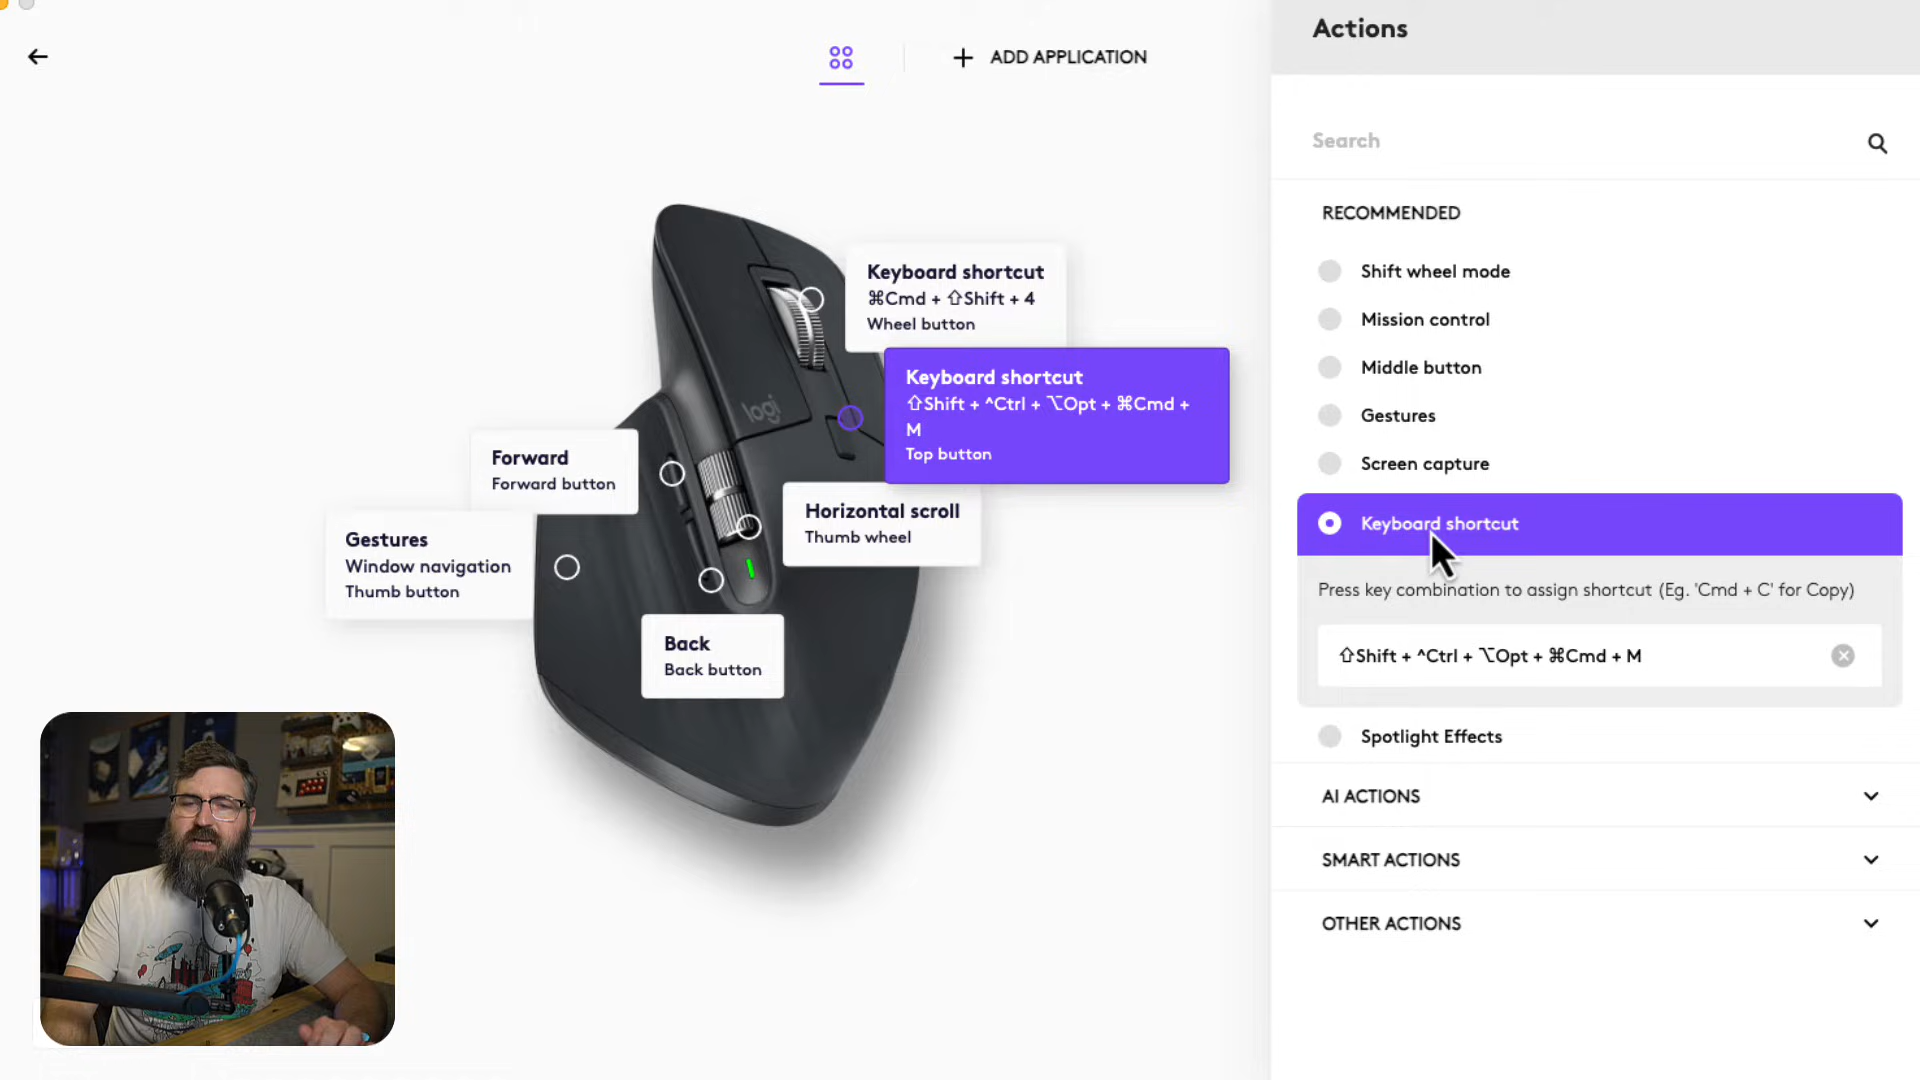 ADD APPLICATION
Actions
Search
RECOMMENDED
Shift wheel mode
Mission control
Middle button
Gestures
Screen capture
Keyboard shortcut
Press key combination to assign shortcut (Eg. 'Cmd + C' for Copy)
⇧Shift + ^Ctrl + ⌥Opt + ⌘Cmd + M
Spotlight Effects
AI ACTIONS
SMART ACTIONS
OTHER ACTIONS
Keyboard shortcut
⌘Cmd + ⇧Shift + 4
Wheel button
Keyboard shortcut
⇧Shift + ^Ctrl + ⌥Opt + ⌘Cmd +
M
Top button
logi
Forward
Forward button
Horizontal scroll
Thumb wheel
Gestures
Window navigation
Thumb button
Back
Back button